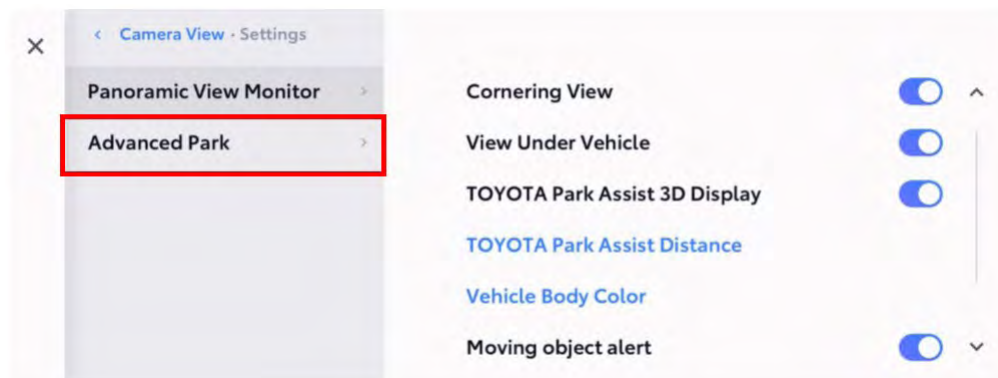 < Camera View · Settings
Panoramic View Monitor
Advanced Park
Cornering View
View Under Vehicle
TOYOTA Park Assist 3D Display
TOYOTA Park Assist Distance
Vehicle Body Color
Moving object alert